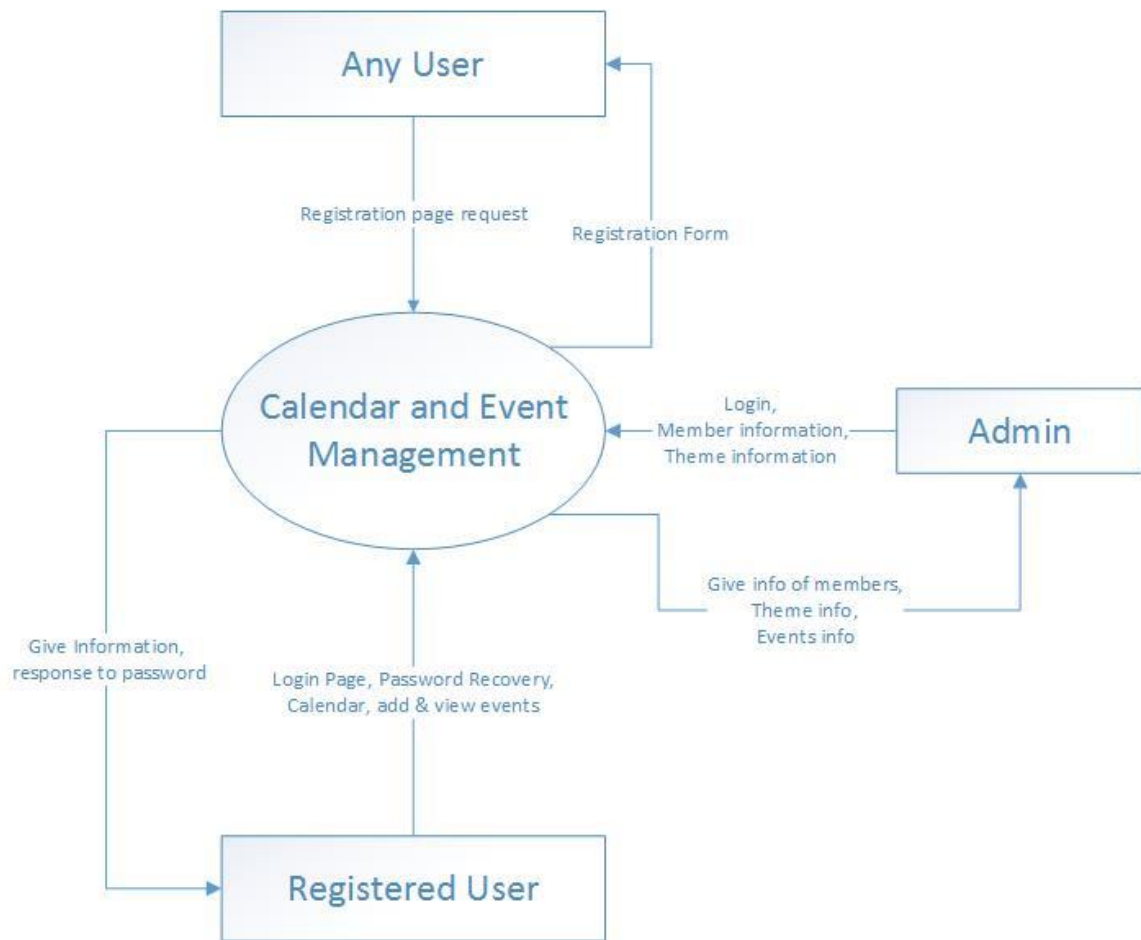 Any User
Registration page request
Registration Form
Calendar and Event
Management
Login,
Member information,
Theme information
Admin
Give info of members,
Theme info,
Events info
Give Information,
response to password
Login Page, Password Recovery,
Calendar, add & view events
Registered User